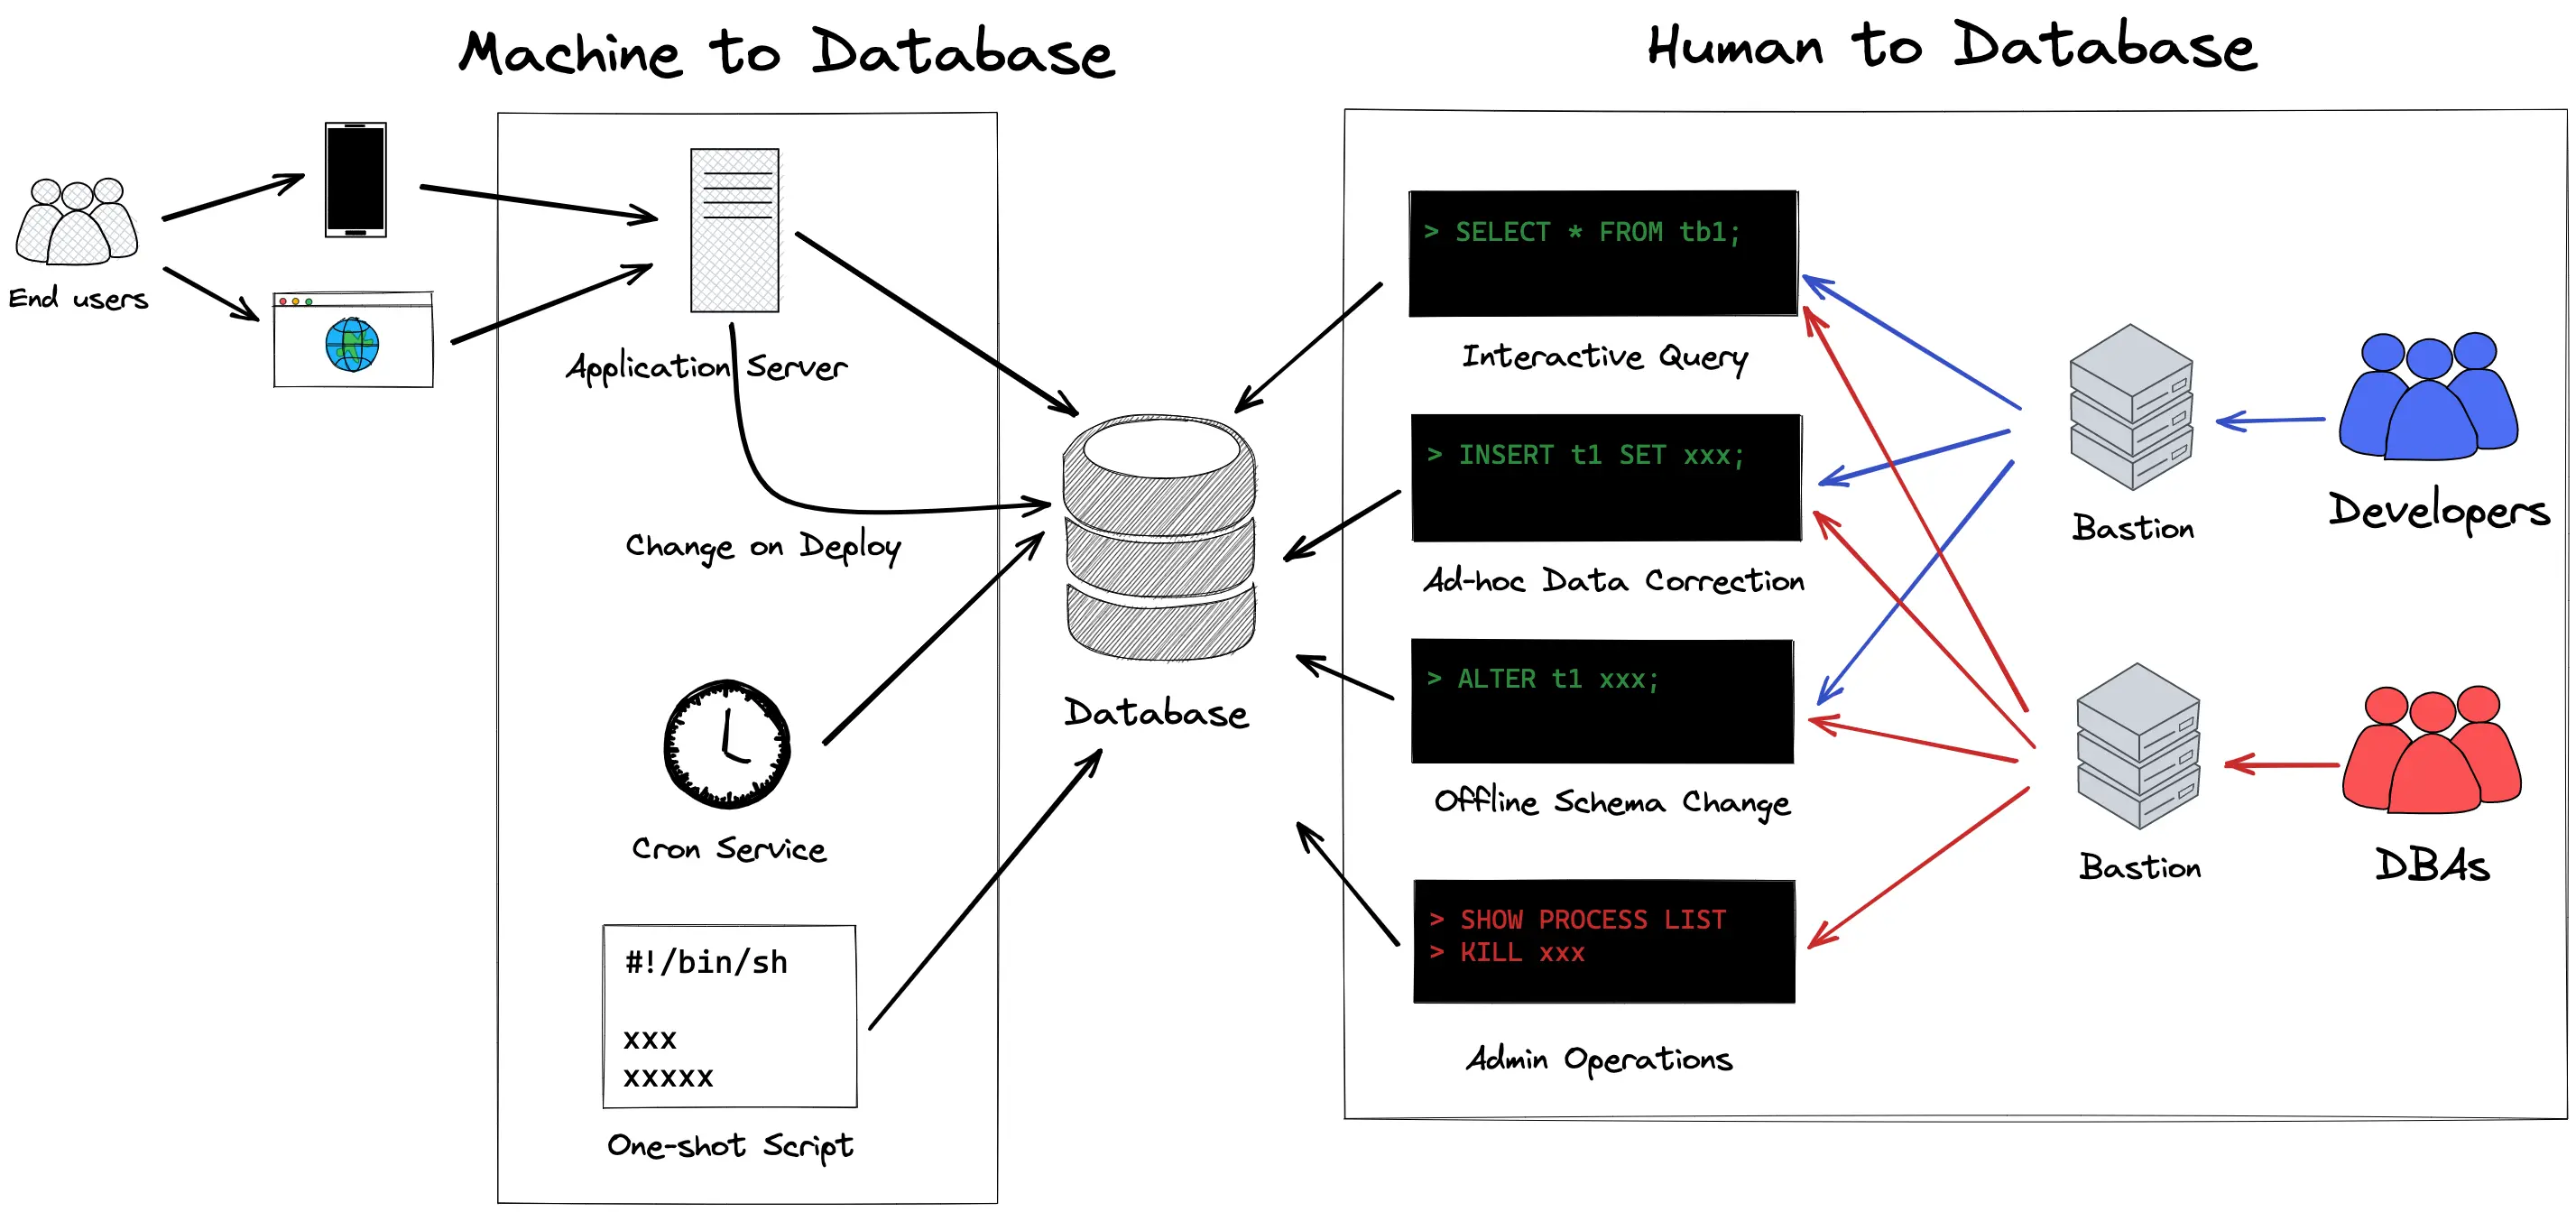 Machine to Database
End users
Application Server
Change on Deploy
Cron Service
#!/bin/sh
xxx
xxxxx
One-shot Script
Database
Human to Database
> SELECT * FROM tb1;
Interactive Query
> INSERT t1 SET xxx;
Ad-hoc Data Correction
> ALTER t1 xxx;
Offline Schema Change
> SHOW PROCESS LIST
> KILL xxx
Admin Operations
Bastion
Developers
Bastion
DBAs